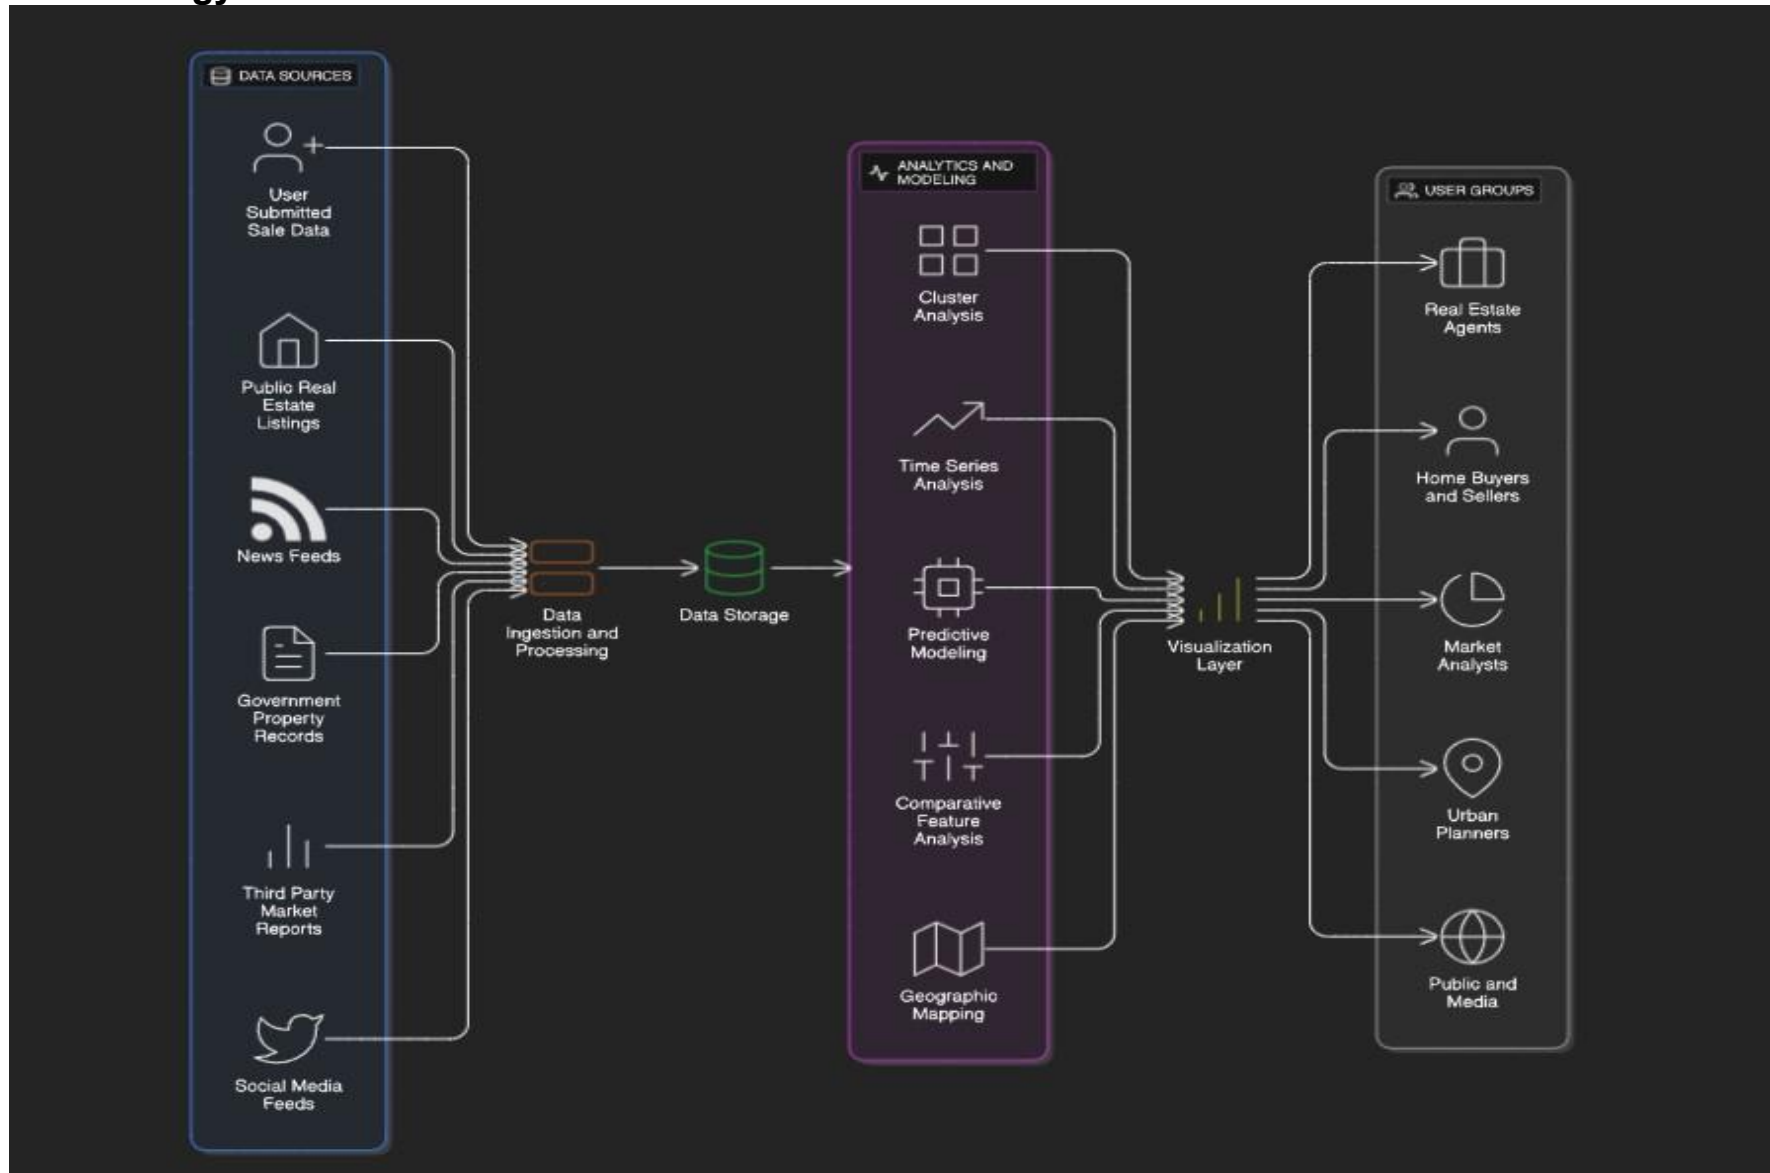 DATA SOURCES
User
Submitted
Sale Data
Public Real
Estate
Listings
News Feeds
Government
Property
Records
Third Party
Market
Reports
Social Media
Feeds
Data
Ingestion and
Processing
Data Storage
ANALYTICS AND
MODELING
Cluster
Analysis
Time Series
Analysis
Predictive
Modeling
Comparative
Feature
Analysis
Geographic
Mapping
Visualization
Layer
USER GROUPS
Real Estate
Agents
Home Buyers
and Sellers
Market
Analysts
Urban
Planners
Public and
Media